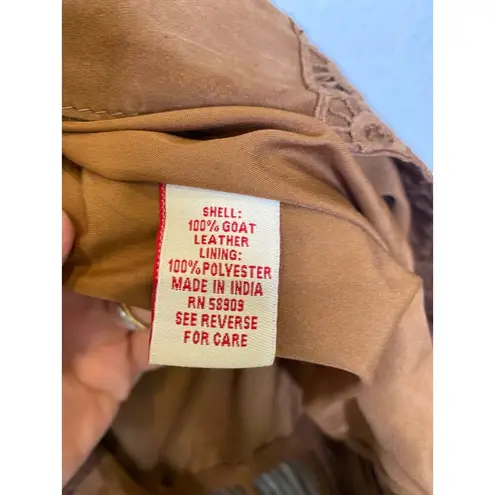 SHELL:
100% GOAT
LEATHER
LINING:
100% POLYESTER
MADE IN INDIA
RN 58909
SEE REVERSE
FOR CARE